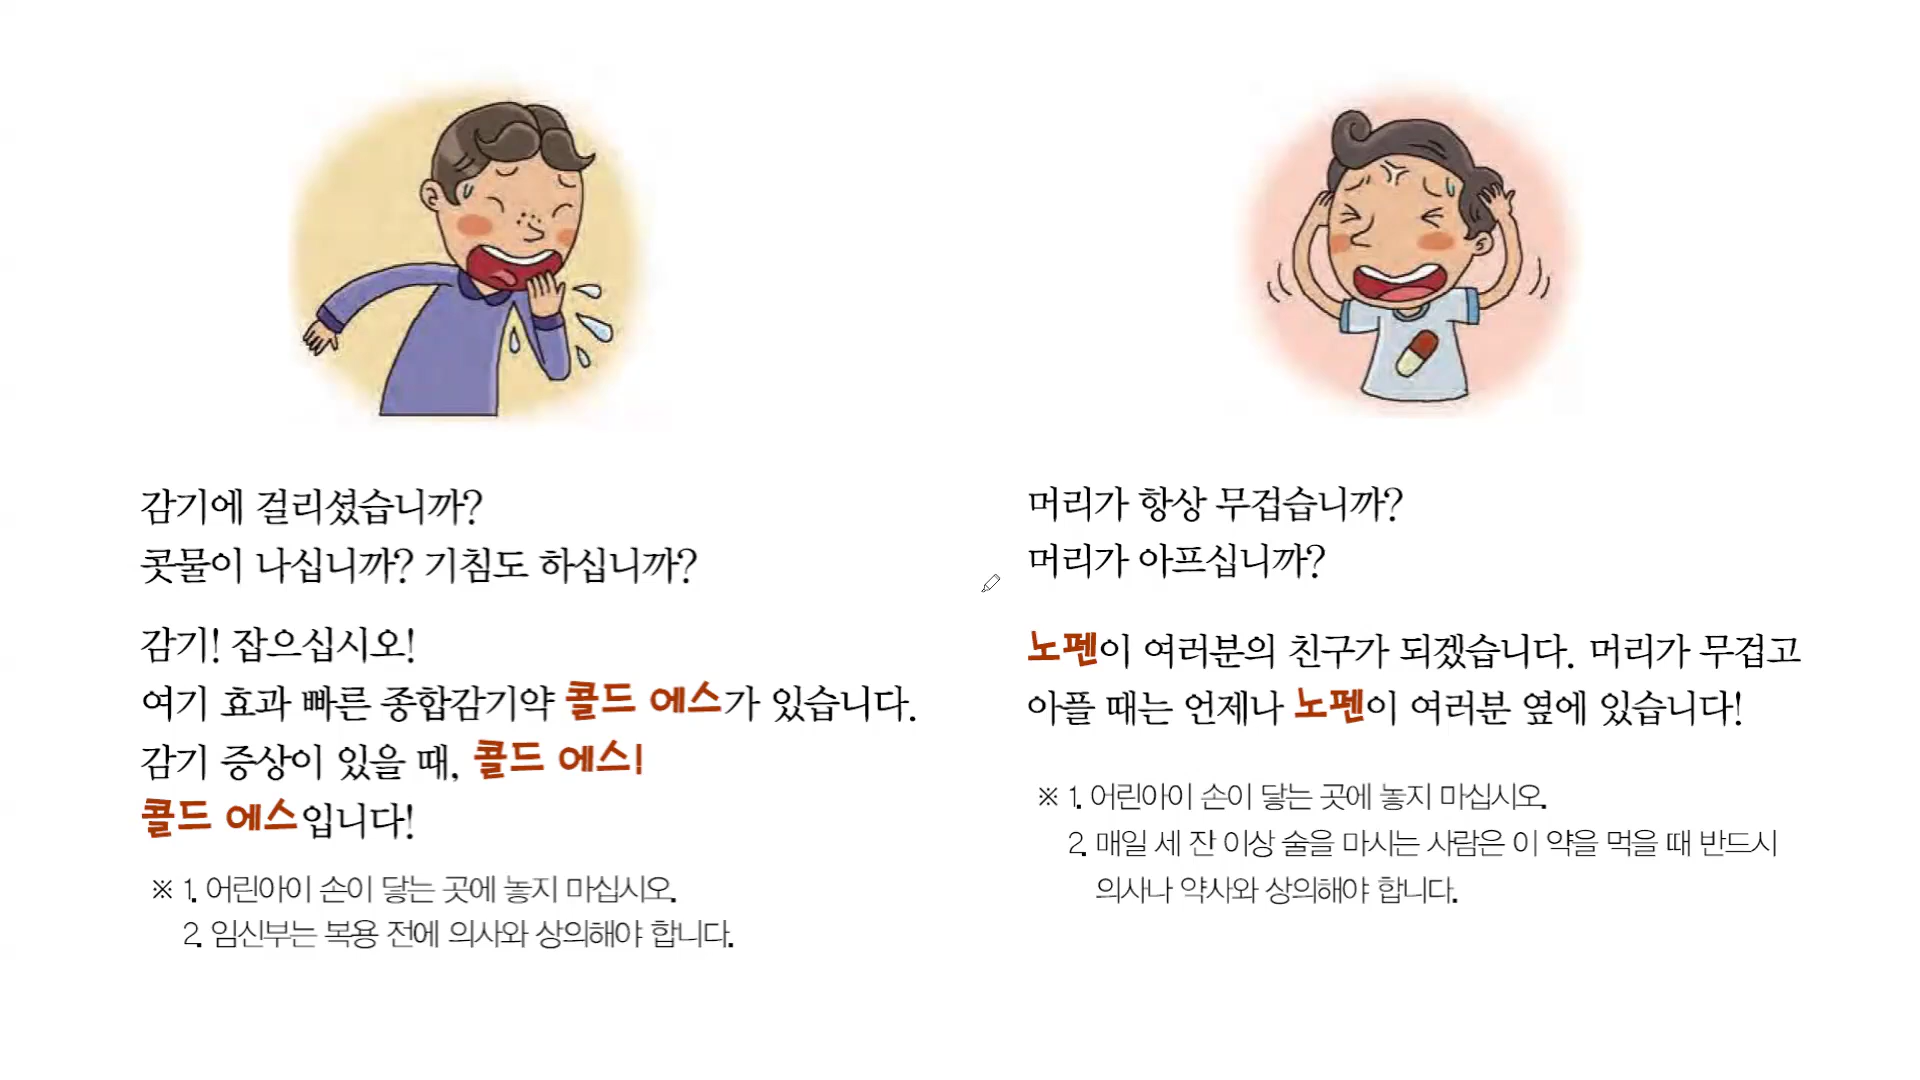 감기에 걸리셨습니까?
콧물이 나십니까? 기침도 하십니까?
감기! 잡으십시오!
여기 효과 빠른 종합감기약 콜드 에스가 있습니다.
감기 증상이 있을 때, 콜드 에스!
콜드 에스입니다!
※ 1. 어린아이 손이 닿는 곳에 놓지 마십시오.
2. 임신부는 복용 전에 의사와 상의해야 합니다.
머리가 항상 무겁습니까?
머리가 아프십니까?
노펜이 여러분의 친구가 되겠습니다. 머리가 무겁고
아플 때는 언제나 노펜이 여러분 옆에 있습니다!
※ 1. 어린아이 손이 닿는 곳에 놓지 마십시오.
2. 매일 세 잔 이상 술을 마시는 사람은 이 약을 먹을 때 반드시
의사나 약사와 상의해야 합니다.